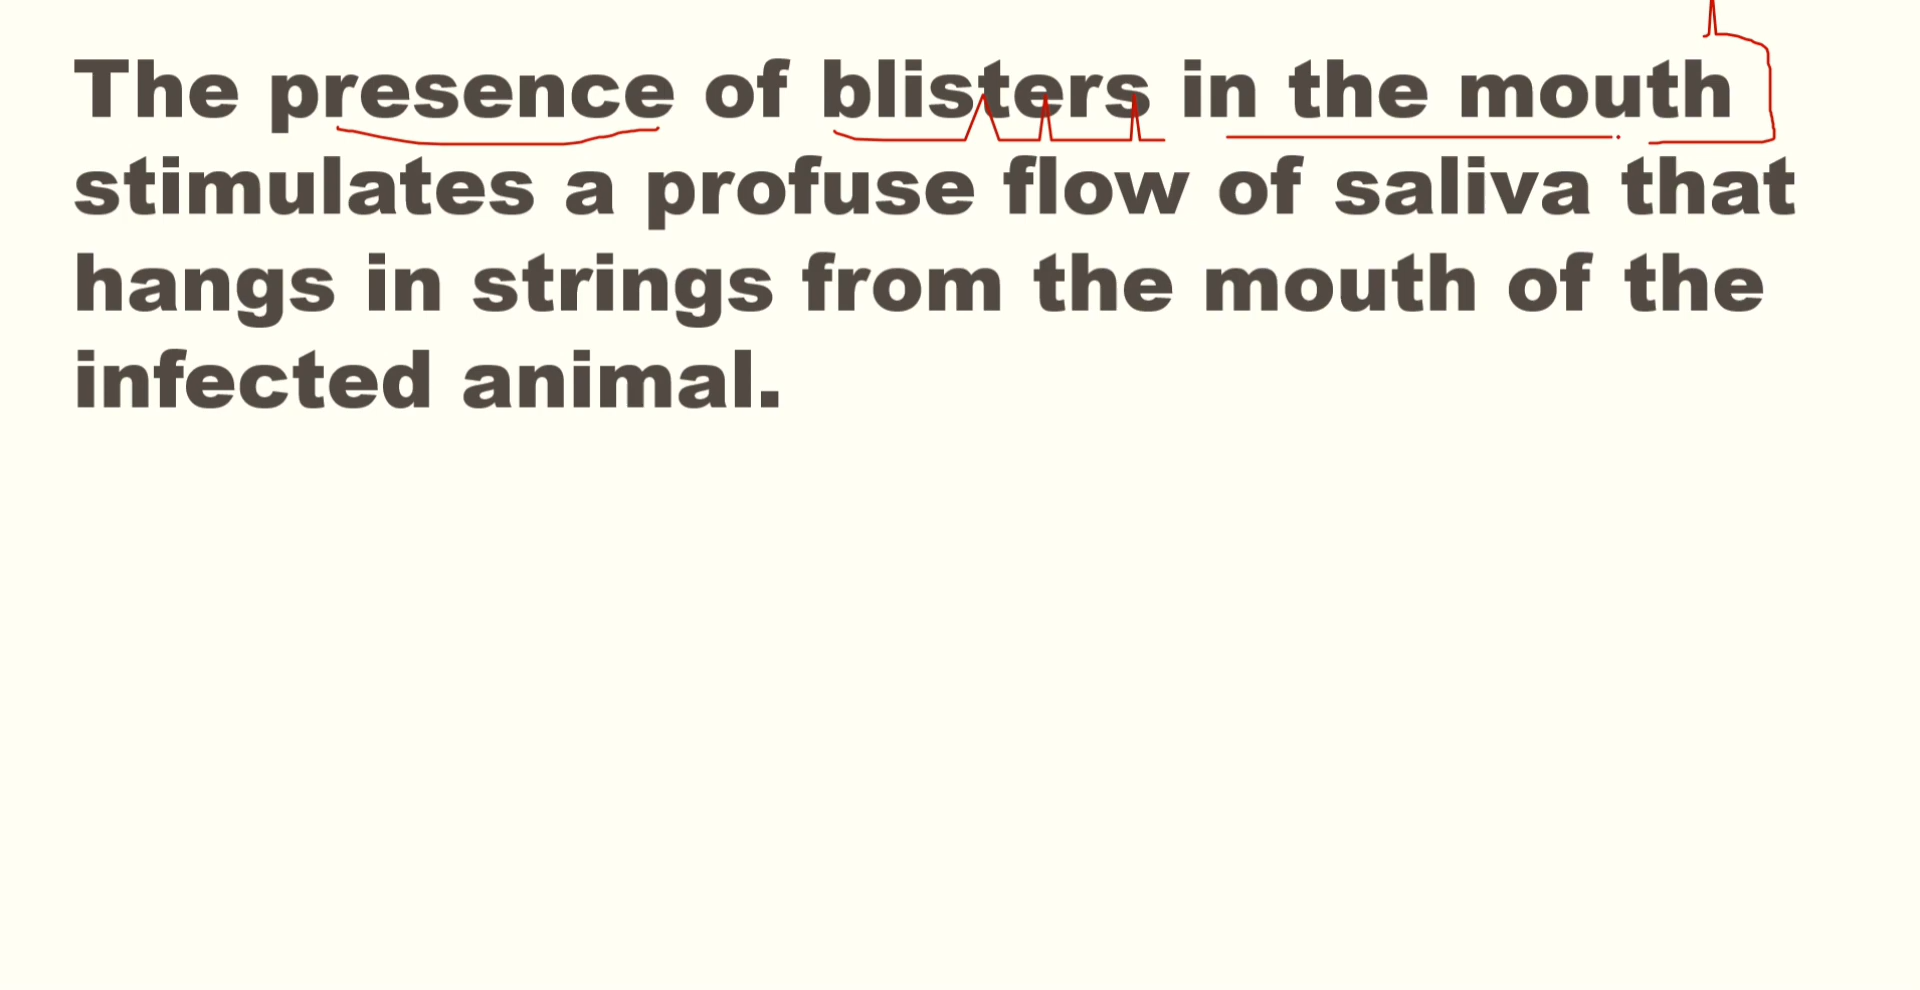 The presence of blisters in the mouth
stimulates a profuse flow of saliva that
hangs in strings from the mouth of the
infected animal.